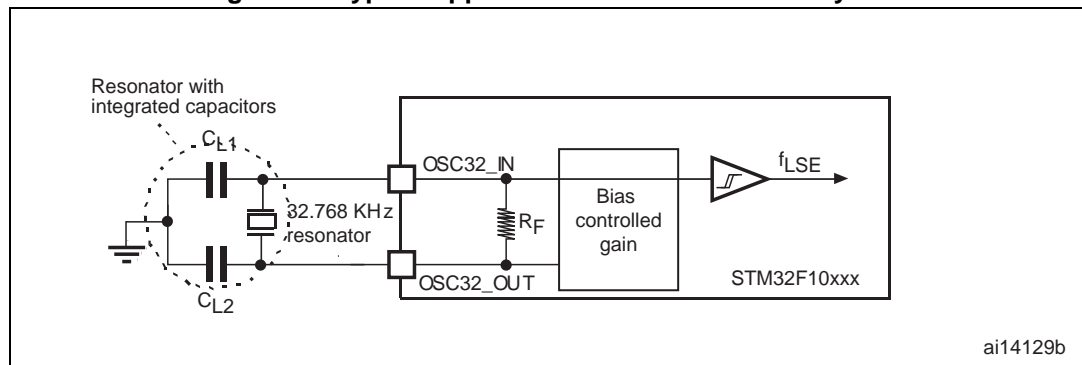 Resonator with
integrated capacitors
CL1
OSC32_IN
fLSE
32.768 KHz
resonator
RF
Bias
controlled
gain
OSC32_OUT
STM32F10xxx
CL2
ai14129b